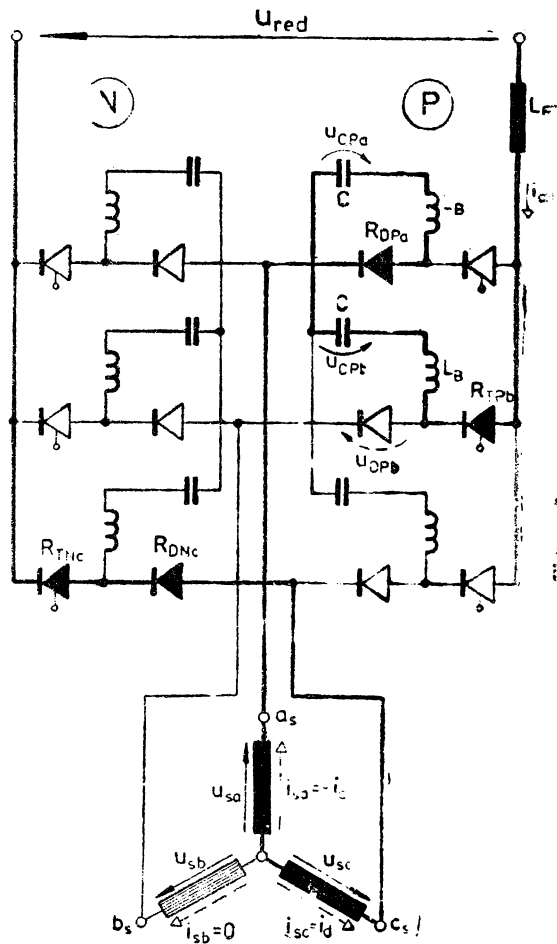 u_red
N
P
L_F
u_CPa
i_d
C
L_B
R_DPa
C
u_CPb
L_B
R_TPb
u_DPb
R_TNc
R_DNc
a_s
u_sa
i_sa=-i_d
u_sb
u_sc
b_s
i_sb=0
i_sc=i_d
c_s